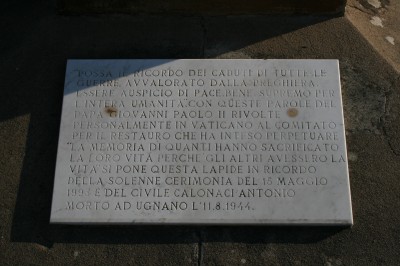 "POSSA IL RICORDO DEI CADUTI DI TUTTE LE
GUERRE, AVVALORATO DALLA PREGHIERA,
ESSERE AUSPICIO DI PACE, BENE SUPREMO PER
L'INTERA UMANITÀ" CON QUESTE PAROLE DEL
PAPA GIOVANNI PAOLO II RIVOLTE
PERSONALMENTE IN VATICANO AL COMITATO
PER IL RESTAURO CHE HA INTESO PERPETUARE
"LA MEMORIA DI QUANTI HANNO SACRIFICATO
LA LORO VITA PERCHÈ GLI ALTRI AVESSERO LA
VITA SI PONE QUESTA LAPIDE IN RICORDO
DELLA SOLENNE CERIMONIA DEL 15 MAGGIO
E DEL CIVILE CALONACI ANTONIO
MORTO AD UGNANO L'11.8.1944.